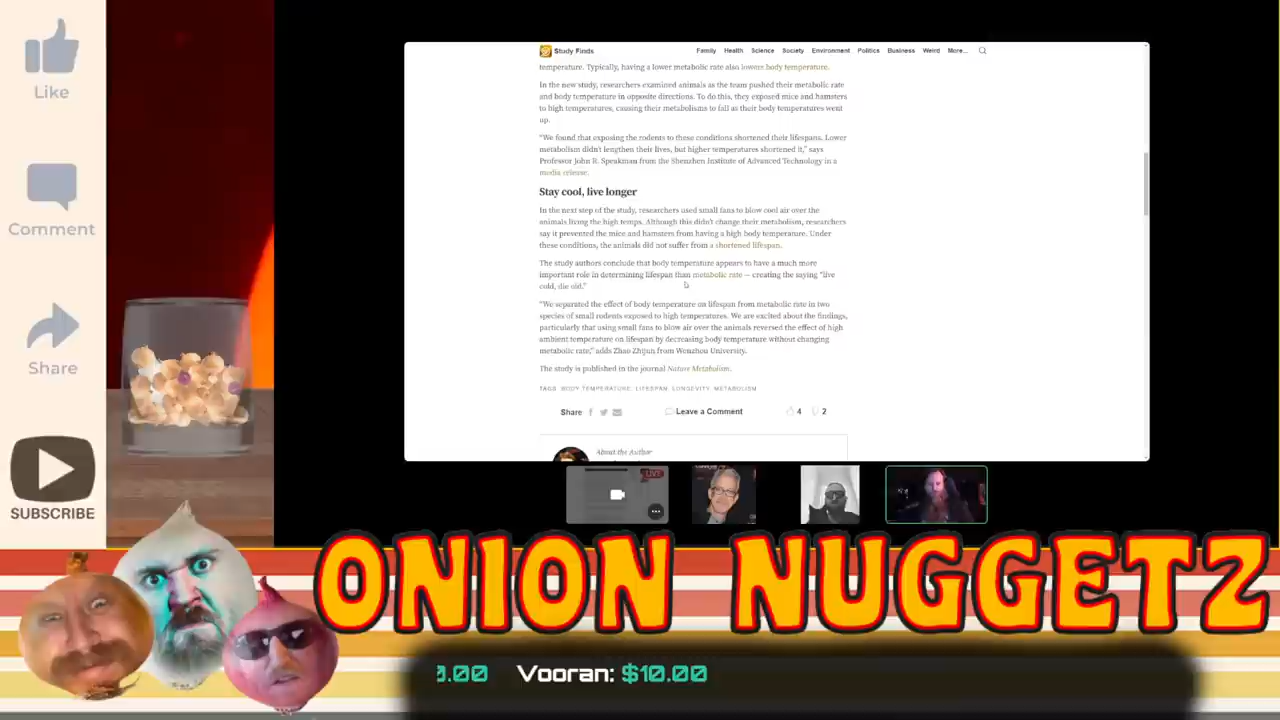 Like
ent
Share
SUBSCRIBE
Study Finds
Family Health Science Society Environment Politics Business Weird More...
temperature. Typically, having a lower metabolic rate also lowers body temperature.
In the new study, researchers examined animals as the team pushed their metabolic rate
and body temperature in opposite directions. To do this, they exposed mice and hamsters
to high temperatures, causing their metabolisms to fall as their body temperatures went
up.
“We found that exposing the rodents to these conditions shortened their lifespans. Lower
metabolism didn’t lengthen their lives, but higher temperatures shortened it,” says
Professor John R. Speakman from the Shenzhen Institute of Advanced Technology in a
media release.
Stay cool, live longer
In the next step of the study, researchers used small fans to blow cool air over the
animals living the high temps. Although this didn’t change their metabolism, researchers
say it prevented the mice and hamsters from having a high body temperature. Under
these conditions, the animals did not suffer from a shortened lifespan.
The study authors conclude that body temperature appears to have a much more
important role in determining lifespan than metabolic rate — creating the saying “live
cold, die old.”
“We separated the effect of body temperature on lifespan from metabolic rate in two
species of small rodents exposed to high temperatures. We are excited about the findings,
particularly that using small fans to blow air over the animals reversed the effect of high
ambient temperature on lifespan by decreasing body temperature without changing
metabolic rate,” adds Zhao Zhijun from Wenzhou University.
The study is published in the journal Nature Metabolism.
TAGS: BODY TEMPERATURE, LIFESPAN, LONGEVITY, METABOLISM
Share Leave a Comment 4 2
About the Author
LIVE
ONION NUGGETZ
0.00 Vooran: $10.00